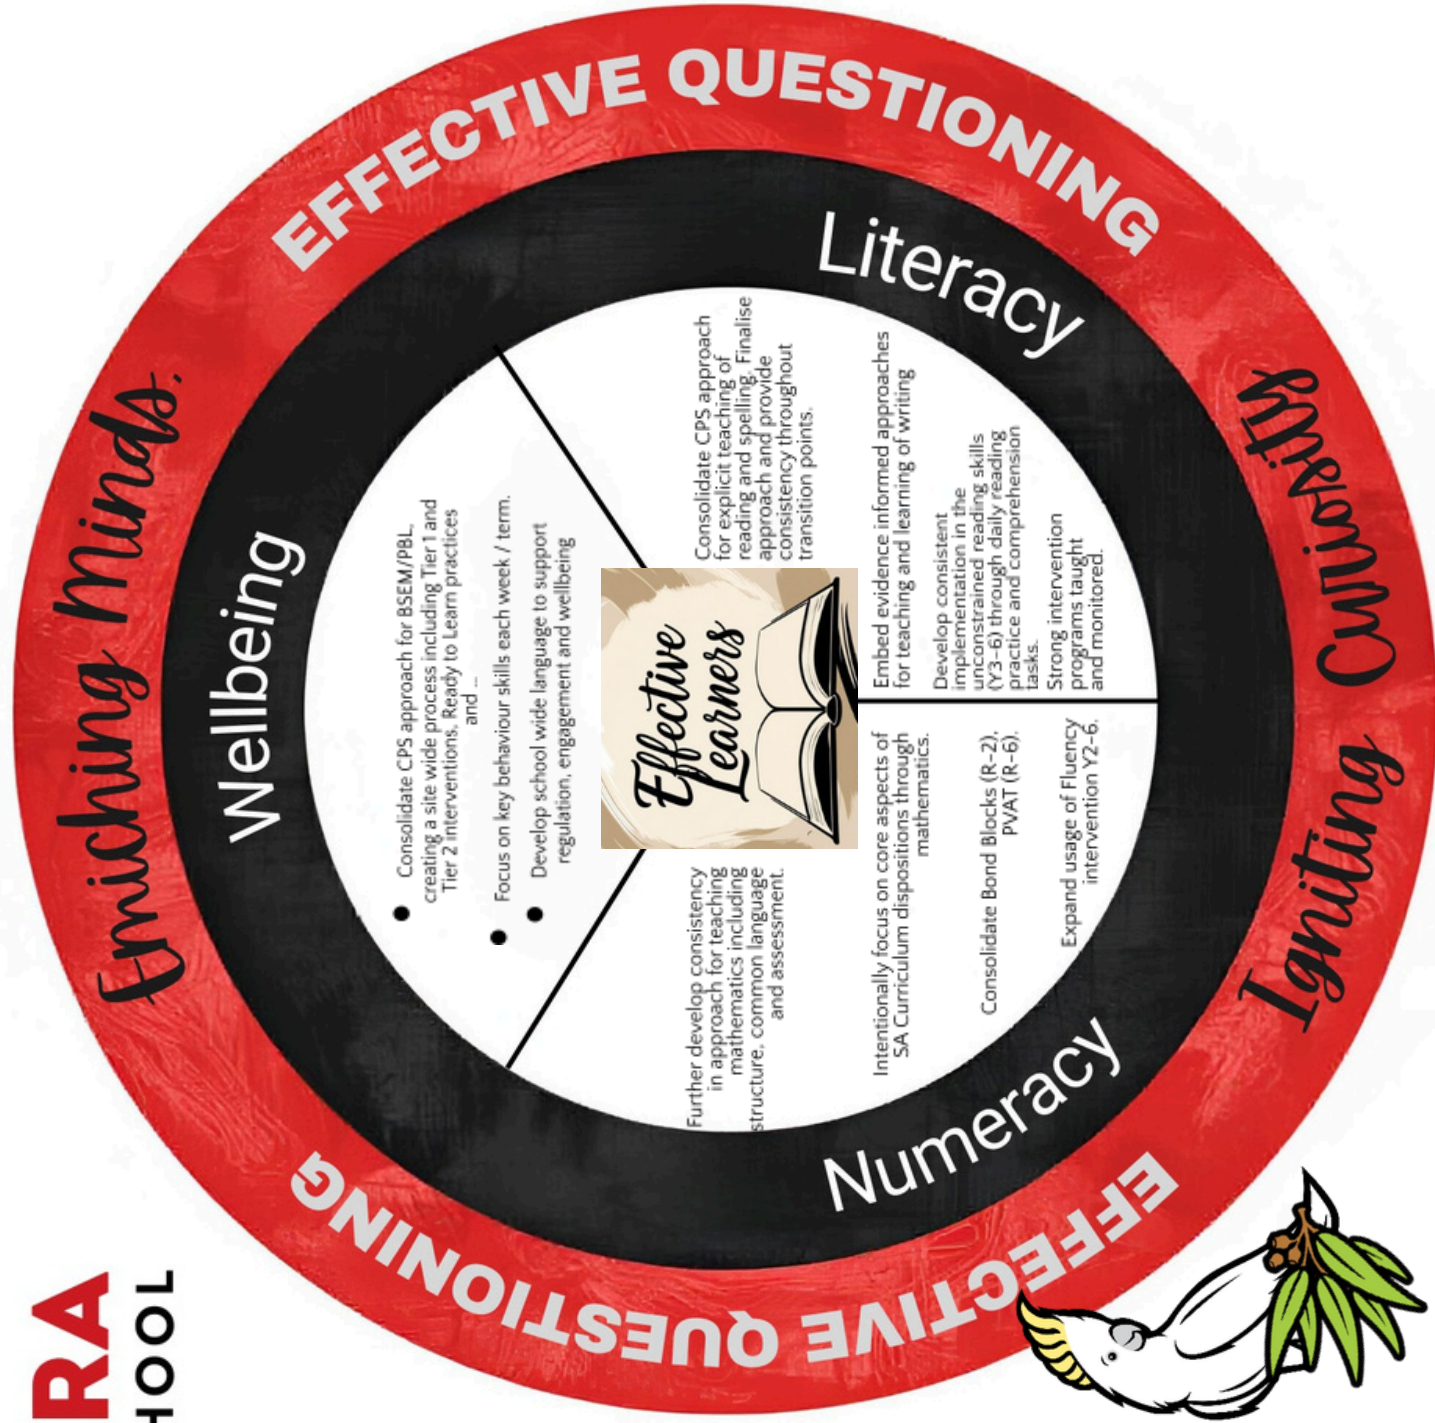 RA
HOOL
Enriching Minds.
EFFECTIVE QUESTIONING
Igniting Curiosity
EFFECTIVE QUESTIONING
Wellbeing
● Consolidate CPS approach for BSEM/PBL,
creating a site wide process including Tier 1 and
Tier 2 interventions, Ready to Learn practices
and ...
● Focus on key behaviour skills each week / term.
● Develop school wide language to support
regulation, engagement and wellbeing
Effective
Learners
Literacy
Consolidate CPS approach
for explicit teaching of
reading and spelling. Finalise
approach and provide
consistency throughout
transition points.
Embed evidence informed approaches
for teaching and learning of writing
Develop consistent
implementation in the
unconstrained reading skills
(Y3-6) through daily reading
practice and comprehension
tasks.
Strong intervention
programs taught
and monitored.
Numeracy
Further develop consistency
in approach for teaching
mathematics including
structure, common language
and assessment.
Intentionally focus on core aspects of
SA Curriculum dispositions through
mathematics.
Consolidate Bond Blocks (R-2),
PVAT (R-6).
Expand usage of Fluency
intervention Y2-6.